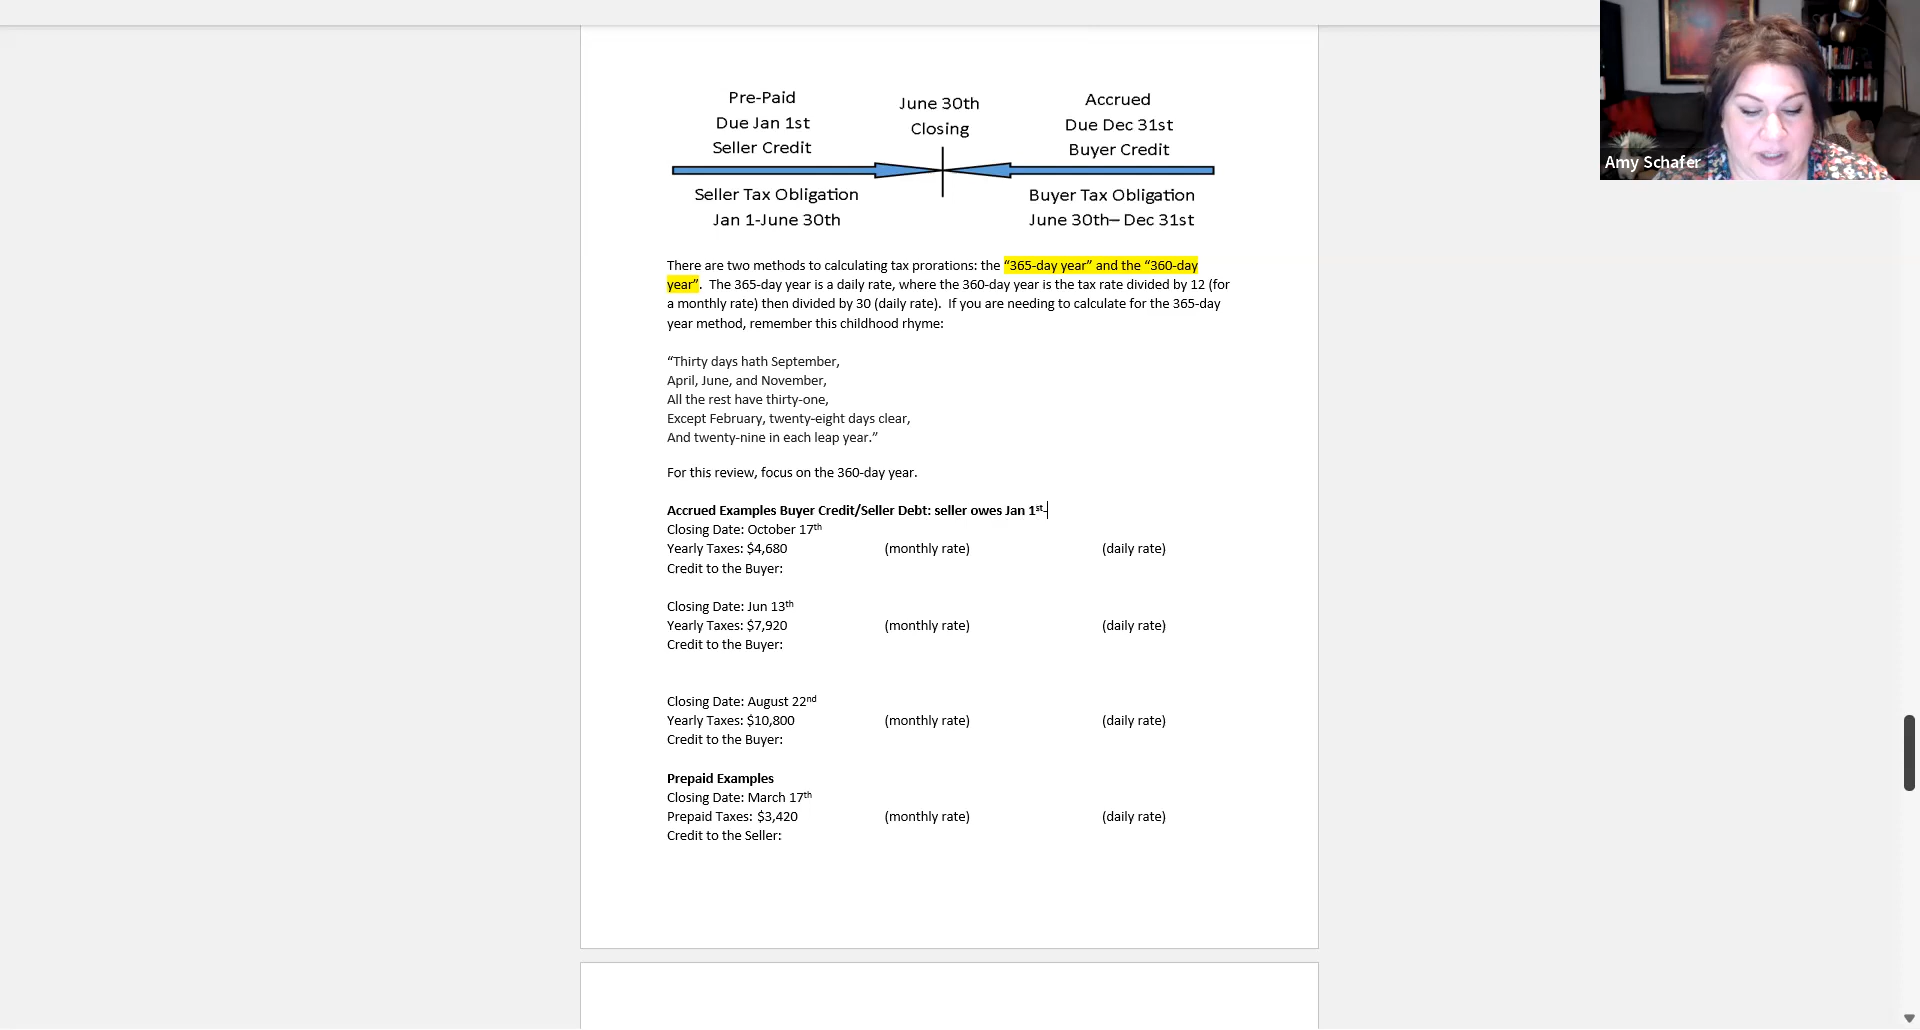 Pre-Paid
Due Jan 1st
Seller Credit
June 30th
Closing
Accrued
Due Dec 31st
Buyer Credit
Seller Tax Obligation
Jan 1-June 30th
Buyer Tax Obligation
June 30th– Dec 31st
There are two methods to calculating tax prorations: the “365-day year” and the “360-day
year”.  The 365-day year is a daily rate, where the 360-day year is the tax rate divided by 12 (for
a monthly rate) then divided by 30 (daily rate).  If you are needing to calculate for the 365-day
year method, remember this childhood rhyme:
“Thirty days hath September,
April, June, and November,
All the rest have thirty-one,
Except February, twenty-eight days clear,
And twenty-nine in each leap year.”
For this review, focus on the 360-day year.
Accrued Examples Buyer Credit/Seller Debt: seller owes Jan 1st-
Closing Date: October 17th
Yearly Taxes: $4,680 (monthly rate) (daily rate)
Credit to the Buyer:
Closing Date: Jun 13th
Yearly Taxes: $7,920 (monthly rate) (daily rate)
Credit to the Buyer:
Closing Date: August 22nd
Yearly Taxes: $10,800 (monthly rate) (daily rate)
Credit to the Buyer:
Prepaid Examples
Closing Date: March 17th
Prepaid Taxes: $3,420 (monthly rate) (daily rate)
Credit to the Seller:
Amy Schafer